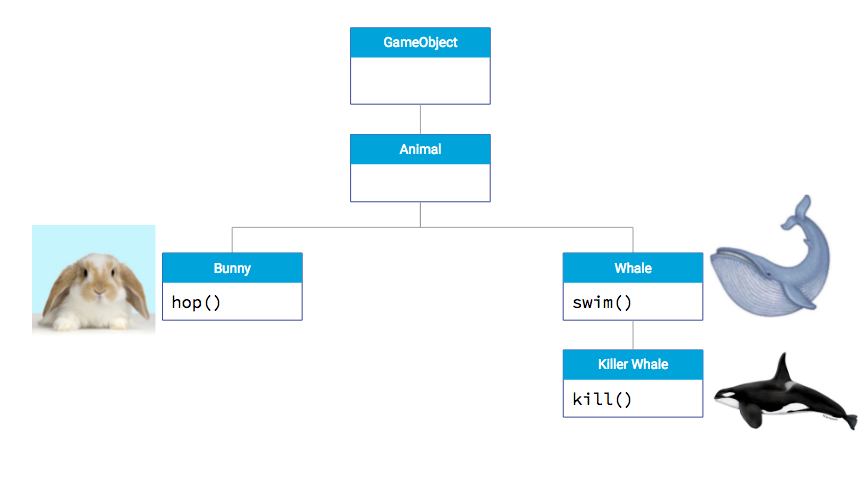 GameObject
Animal
Bunny
hop()
Whale
swim()
Killer Whale
kill()